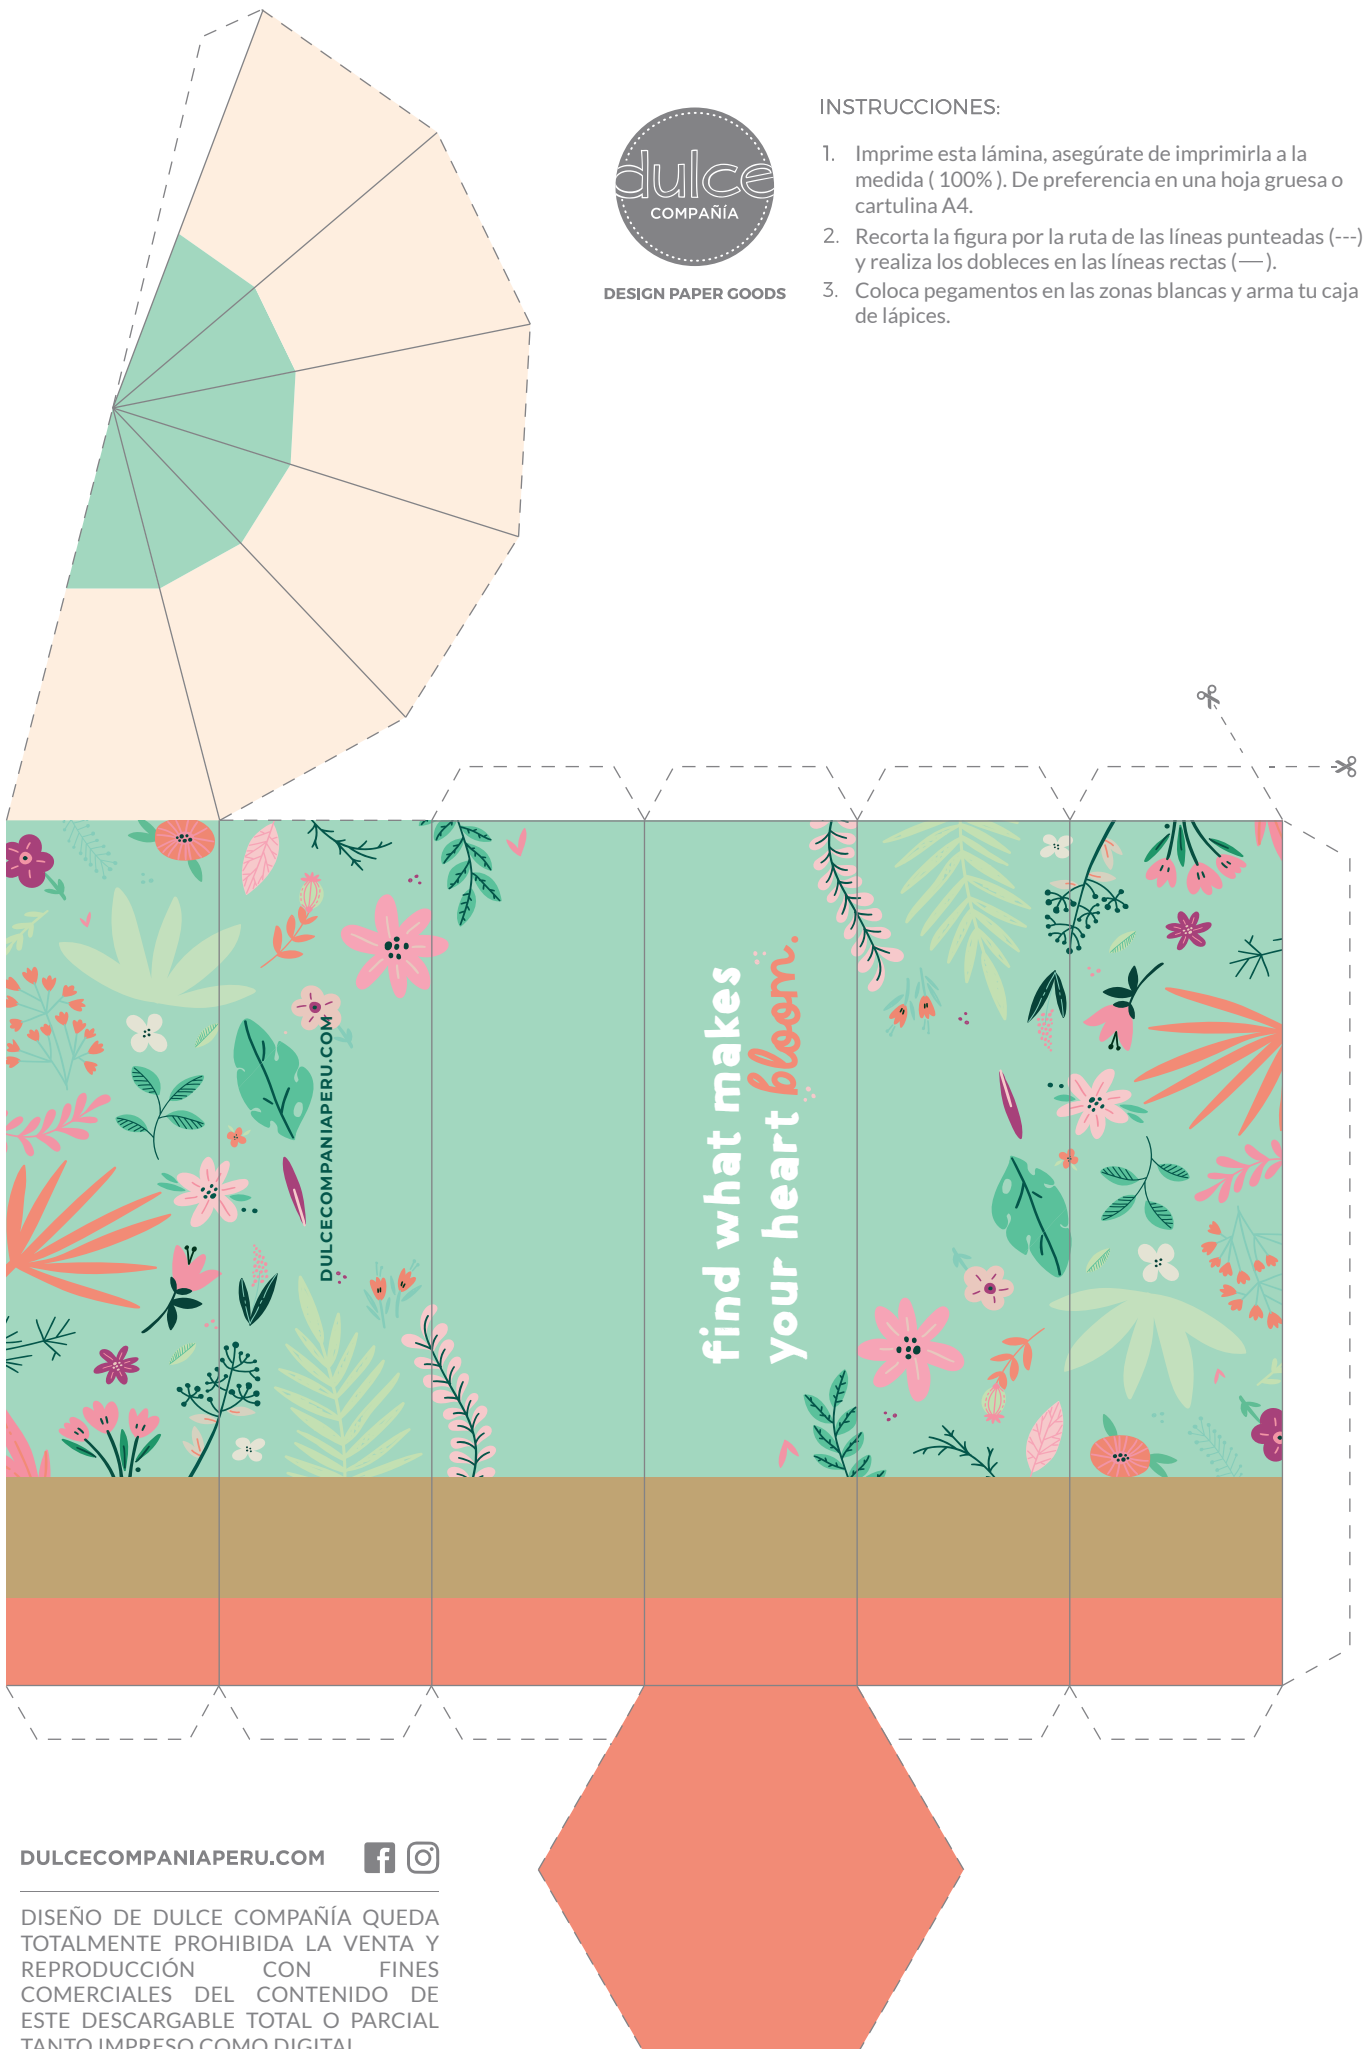 dulce
COMPAÑÍA
DESIGN PAPER GOODS
INSTRUCCIONES:
1. Imprime esta lámina, asegúrate de imprimirla a la
medida ( 100% ). De preferencia en una hoja gruesa o
cartulina A4.
2. Recorta la figura por la ruta de las líneas punteadas (---)
y realiza los dobleces en las líneas rectas (—).
3. Coloca pegamentos en las zonas blancas y arma tu caja
de lápices.
DULCECOMPANIAPERU.COM
find what makes
your heart bloom.
DULCECOMPANIAPERU.COM
DISEÑO DE DULCE COMPAÑÍA QUEDA
TOTALMENTE PROHIBIDA LA VENTA Y
REPRODUCCIÓN CON FINES
COMERCIALES DEL CONTENIDO DE
ESTE DESCARGABLE TOTAL O PARCIAL
TANTO IMPRESO COMO DIGITAL